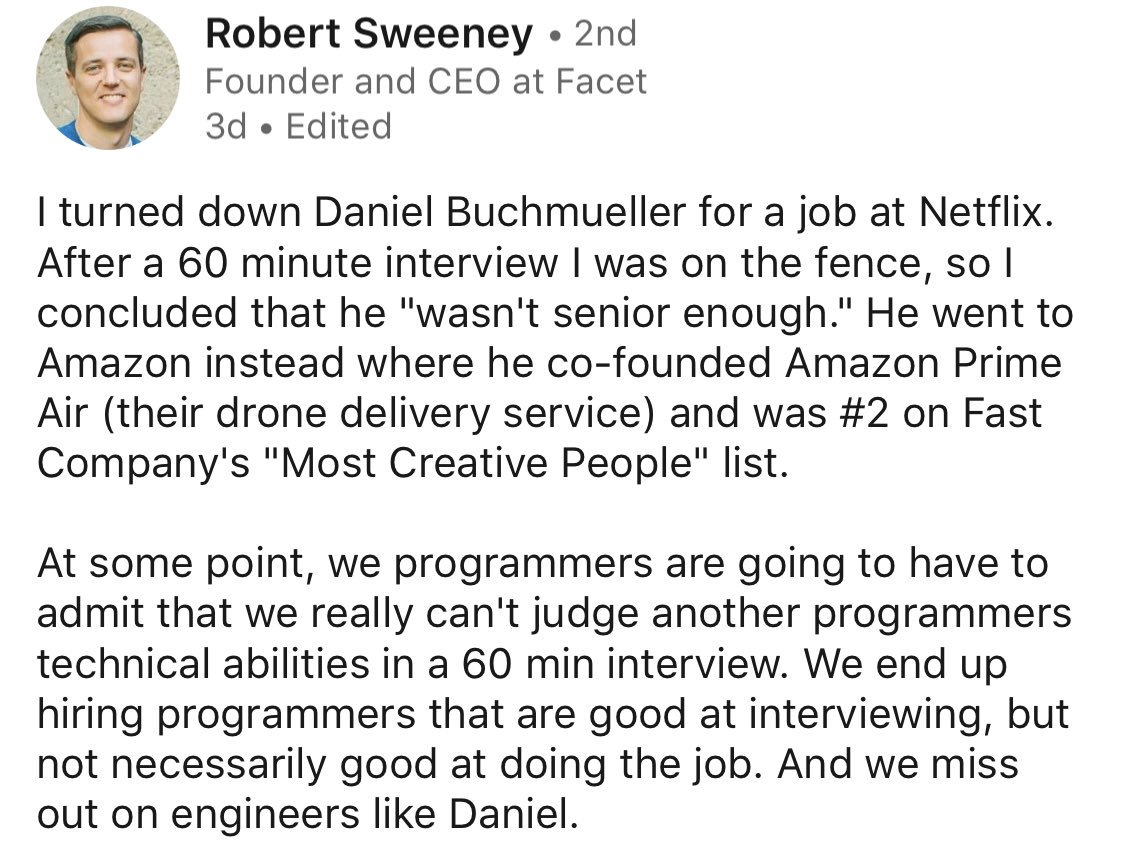 Robert Sweeney • 2nd
Founder and CEO at Facet
3d • Edited
I turned down Daniel Buchmueller for a job at Netflix.
After a 60 minute interview I was on the fence, so I
concluded that he "wasn't senior enough." He went to
Amazon instead where he co-founded Amazon Prime
Air (their drone delivery service) and was #2 on Fast
Company's "Most Creative People" list.
At some point, we programmers are going to have to
admit that we really can't judge another programmers
technical abilities in a 60 min interview. We end up
hiring programmers that are good at interviewing, but
not necessarily good at doing the job. And we miss
out on engineers like Daniel.